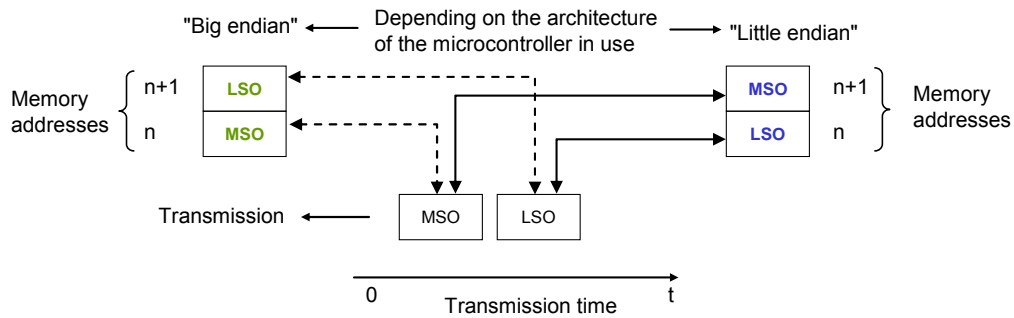 "Big endian"
Depending on the architecture
of the microcontroller in use
"Little endian"
Memory
addresses
n+1
n
LSO
MSO
MSO
LSO
n+1
n
Memory
addresses
Transmission
MSO
LSO
0
t
Transmission time